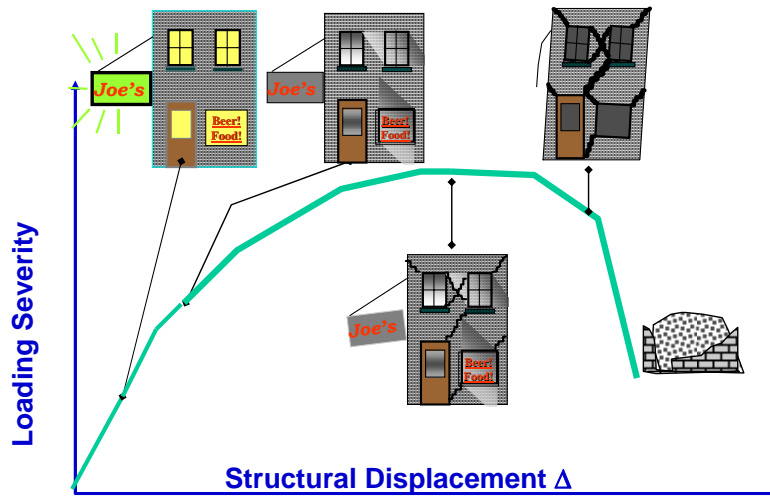 Joe's
Beer!
Food!
Joe's
Beer!
Food!
Joe's
Beer!
Food!
Loading Severity
Structural Displacement Δ